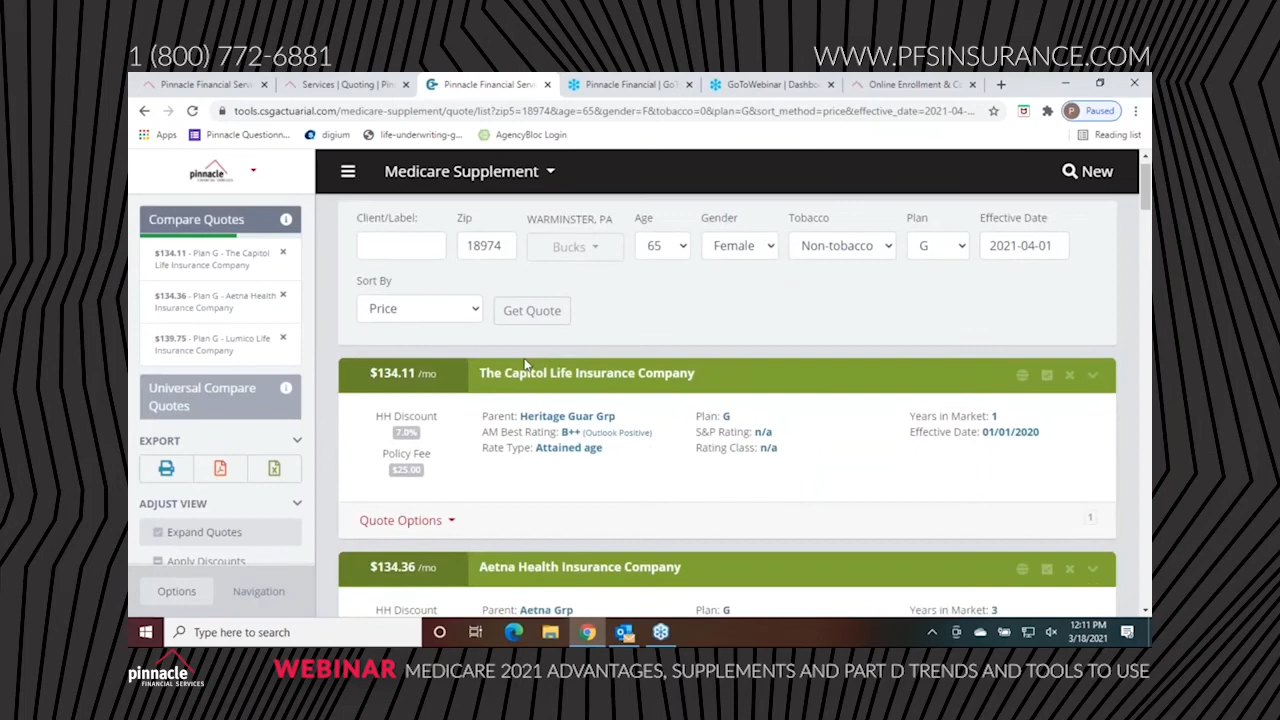 1 (800) 772-6881
WWW.PFSINSURANCE.COM
Pinnacle Financial Servi
Services | Quoting | Pin
Pinnacle Financial Servi
Pinnacle Financial | GoT
GoToWebinar | Dashbo
Online Enrollment & C
tools.csgactuarial.com/medicare-supplement/quote/list?zip5=18974&age=65&gender=F&tobacco=0&plan=G&sort_method=price&effective_date=2021-04-...
P Paused
Apps
Pinnacle Questionn...
digium
life-underwriting-g...
AgencyBloc Login
Reading list
pinnacle
FINANCIAL SERVICES
Medicare Supplement
New
Compare Quotes
$134.11 - Plan G - The Capitol
Life Insurance Company
$134.36 - Plan G - Aetna Health
Insurance Company
$139.75 - Plan G - Lumico Life
Insurance Company
Universal Compare
Quotes
EXPORT
ADJUST VIEW
Expand Quotes
Apply Discounts
Options
Navigation
Client/Label:
Zip
WARMINSTER, PA
Age
Gender
Tobacco
Plan
Effective Date
18974
Bucks
65
Female
Non-tobacco
G
2021-04-01
Sort By
Price
Get Quote
$134.11 /mo
The Capitol Life Insurance Company
HH Discount
7.0%
Policy Fee
$25.00
Parent: Heritage Guar Grp
AM Best Rating: B++ (Outlook Positive)
Rate Type: Attained age
Plan: G
S&P Rating: n/a
Rating Class: n/a
Years in Market: 1
Effective Date: 01/01/2020
Quote Options
1
$134.36 /mo
Aetna Health Insurance Company
HH Discount
Parent: Aetna Grp
Plan: G
Years in Market: 3
Type here to search
12:11 PM
3/18/2021
pinnacle
FINANCIAL SERVICES
WEBINAR MEDICARE 2021 ADVANTAGES, SUPPLEMENTS AND PART D TRENDS AND TOOLS TO USE